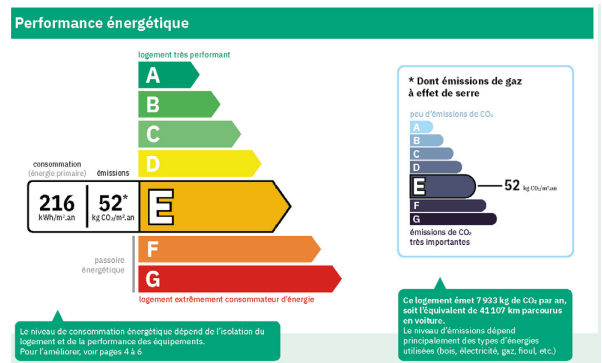 Performance énergétique
logement très performant
A
B
C
D
consommation
(énergie primaire)
émissions
216
kWh/m².an
52*
kg CO₂/m².an
E
F
G
passoire
énergétique
logement extrêmement consommateur d'énergie
Le niveau de consommation énergétique dépend de l'isolation du
logement et de la performance des équipements.
Pour l'améliorer, voir pages 4 à 6
* Dont émissions de gaz
à effet de serre
peu d'émissions de CO₂
A
B
C
D
E
52 kg CO₂/m².an
F
G
émissions de CO₂
très importantes
Ce logement émet 7 933 kg de CO₂ par an,
soit l'équivalent de 41 107 km parcourus
en voiture.
Le niveau d'émissions dépend
principalement des types d'énergies
utilisées (bois, électricité, gaz, fioul, etc.)